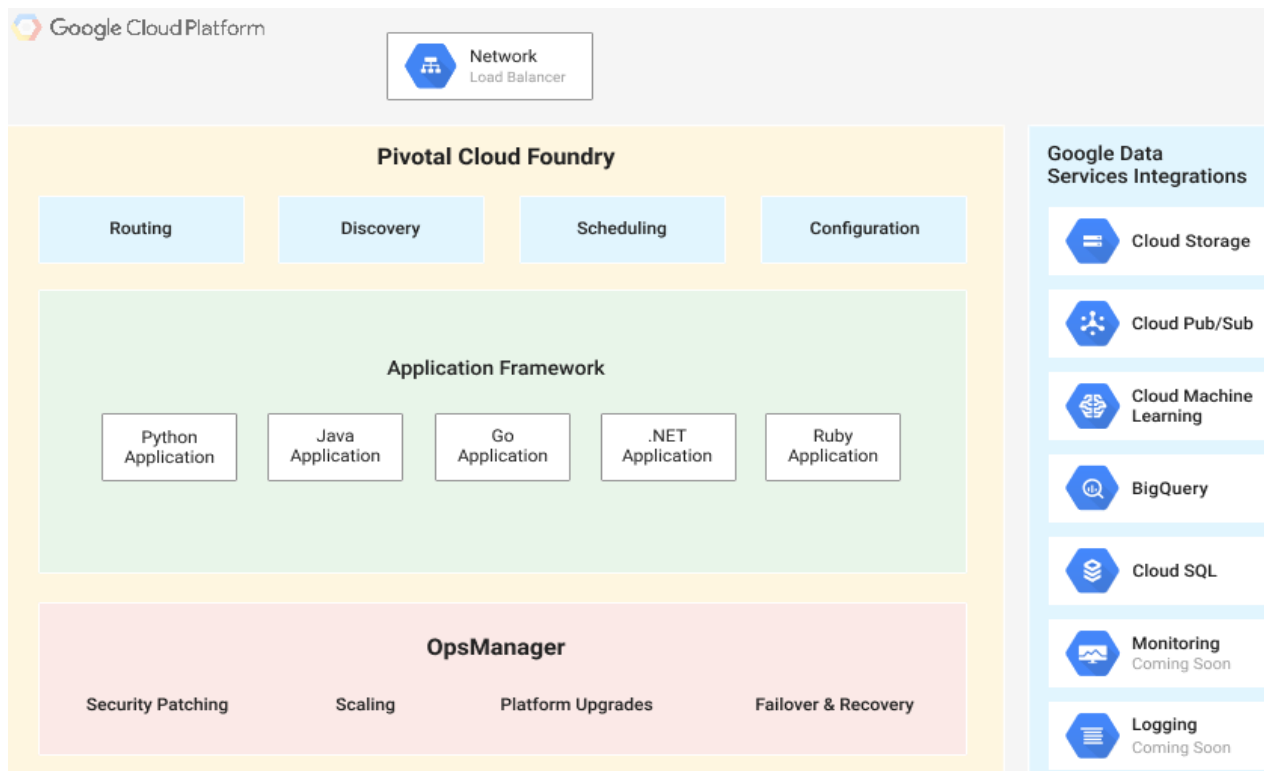 Google Cloud Platform
Network
Load Balancer
Pivotal Cloud Foundry
Routing
Discovery
Scheduling
Configuration
Application Framework
Python
Application
Java
Application
Go
Application
.NET
Application
Ruby
Application
OpsManager
Security Patching
Scaling
Platform Upgrades
Failover & Recovery
Google Data
Services Integrations
Cloud Storage
Cloud Pub/Sub
Cloud Machine
Learning
BigQuery
Cloud SQL
Monitoring
Coming Soon
Logging
Coming Soon